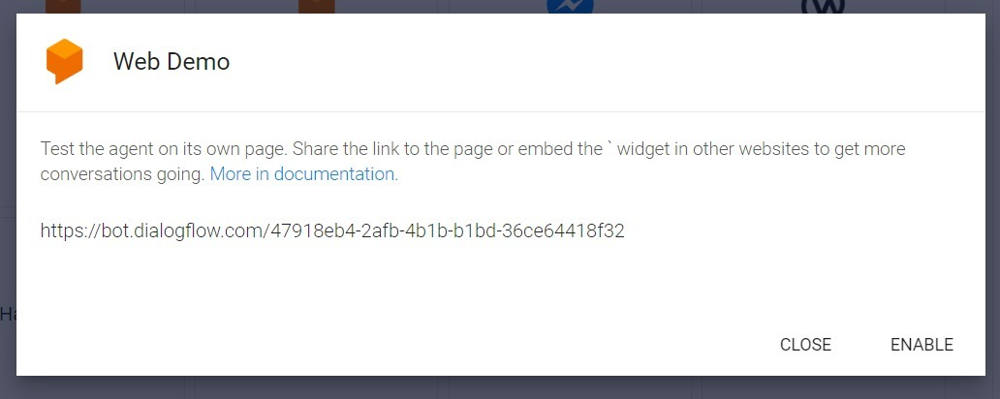 Web Demo
Test the agent on its own page. Share the link to the page or embed the ` widget in other websites to get more
conversations going. More in documentation.
https://bot.dialogflow.com/47918eb4-2afb-4b1b-b1bd-36ce64418f32
Ha
CLOSE ENABLE